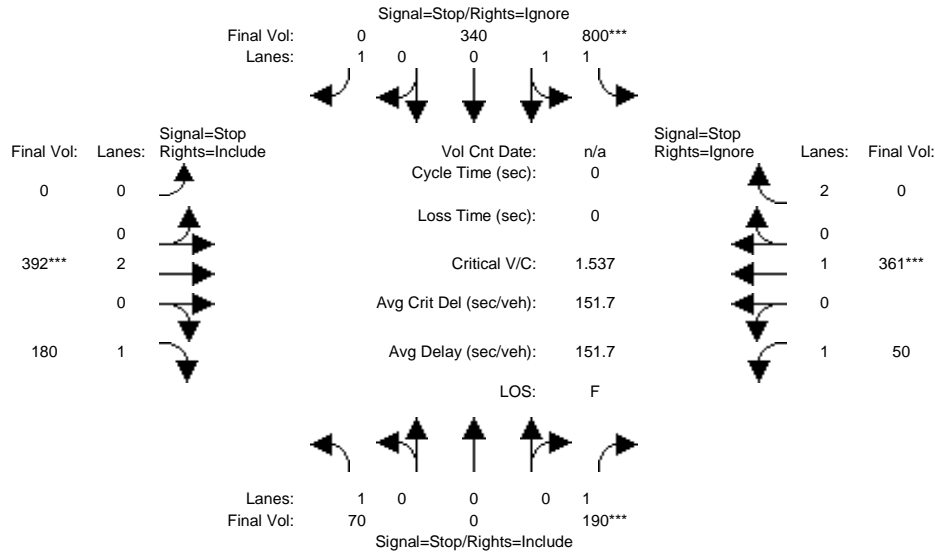 Signal=Stop/Rights=Ignore
Final Vol: 0 340 800***
Lanes: 1 0 0 1 1
Signal=Stop
Final Vol: Lanes: Rights=Include
Vol Cnt Date: n/a
Signal=Stop
Rights=Ignore Lanes: Final Vol:
Cycle Time (sec): 0
0 0
2 0
Loss Time (sec): 0
0
0
392*** 2
Critical V/C: 1.537
1 361***
0
Avg Crit Del (sec/veh): 151.7
0
180 1
Avg Delay (sec/veh): 151.7
1 50
LOS: F
Lanes: 1 0 0 0 1
Final Vol: 70 0 190***
Signal=Stop/Rights=Include